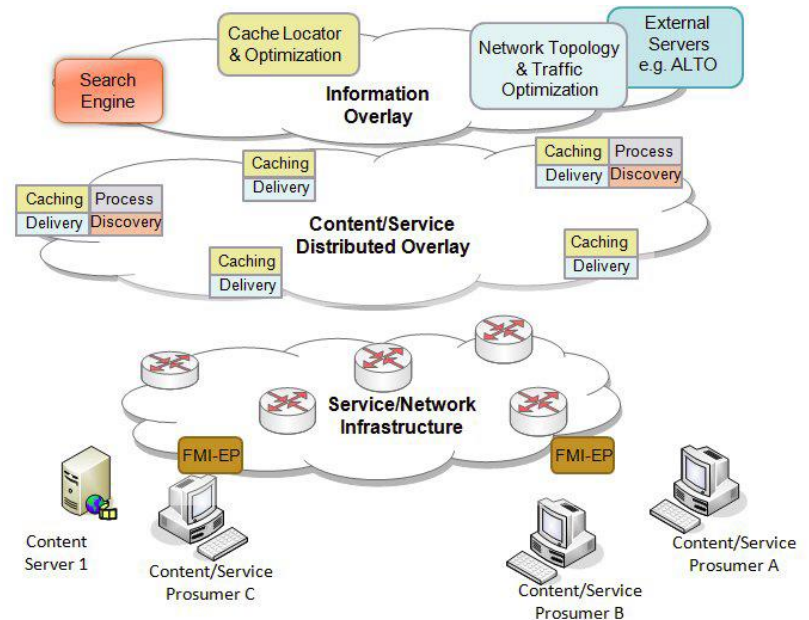 Search
Engine
Cache Locator
& Optimization
Network Topology
& Traffic
Optimization
External
Servers
e.g. ALTO
Information
Overlay
Caching
Process
Delivery
Discovery
Caching
Delivery
Caching
Process
Delivery
Discovery
Content/Service
Distributed Overlay
Caching
Delivery
Caching
Delivery
Service/Network
Infrastructure
FMI-EP
FMI-EP
Content
Server 1
Content/Service
Prosumer C
Content/Service
Prosumer B
Content/Service
Prosumer A